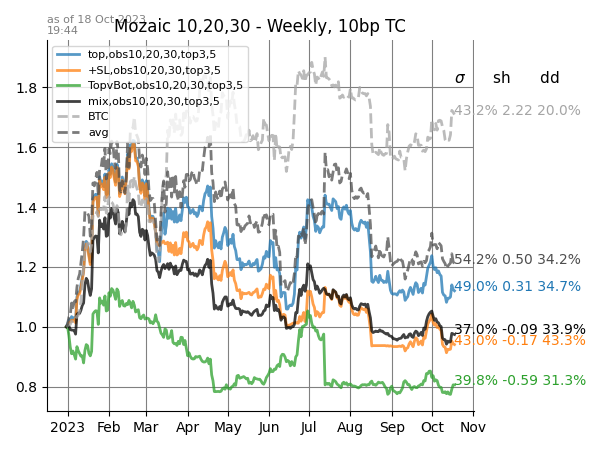 as of 18 Oct 2023
19:44
Mozaic 10,20,30 - Weekly, 10bp TC
top,obs10,20,30,top3,5
+SL,obs10,20,30,top3,5
TopvBot,obs10,20,30,top3,5
mix,obs10,20,30,top3,5
BTC
avg
σ sh dd
43.2% 2.22 20.0%
54.2% 0.50 34.2%
49.0% 0.31 34.7%
37.0% -0.09 33.9%
43.0% -0.17 43.3%
39.8% -0.59 31.3%
1.8
1.6
1.4
1.2
1.0
0.8
2023 Feb Mar Apr May Jun Jul Aug Sep Oct Nov